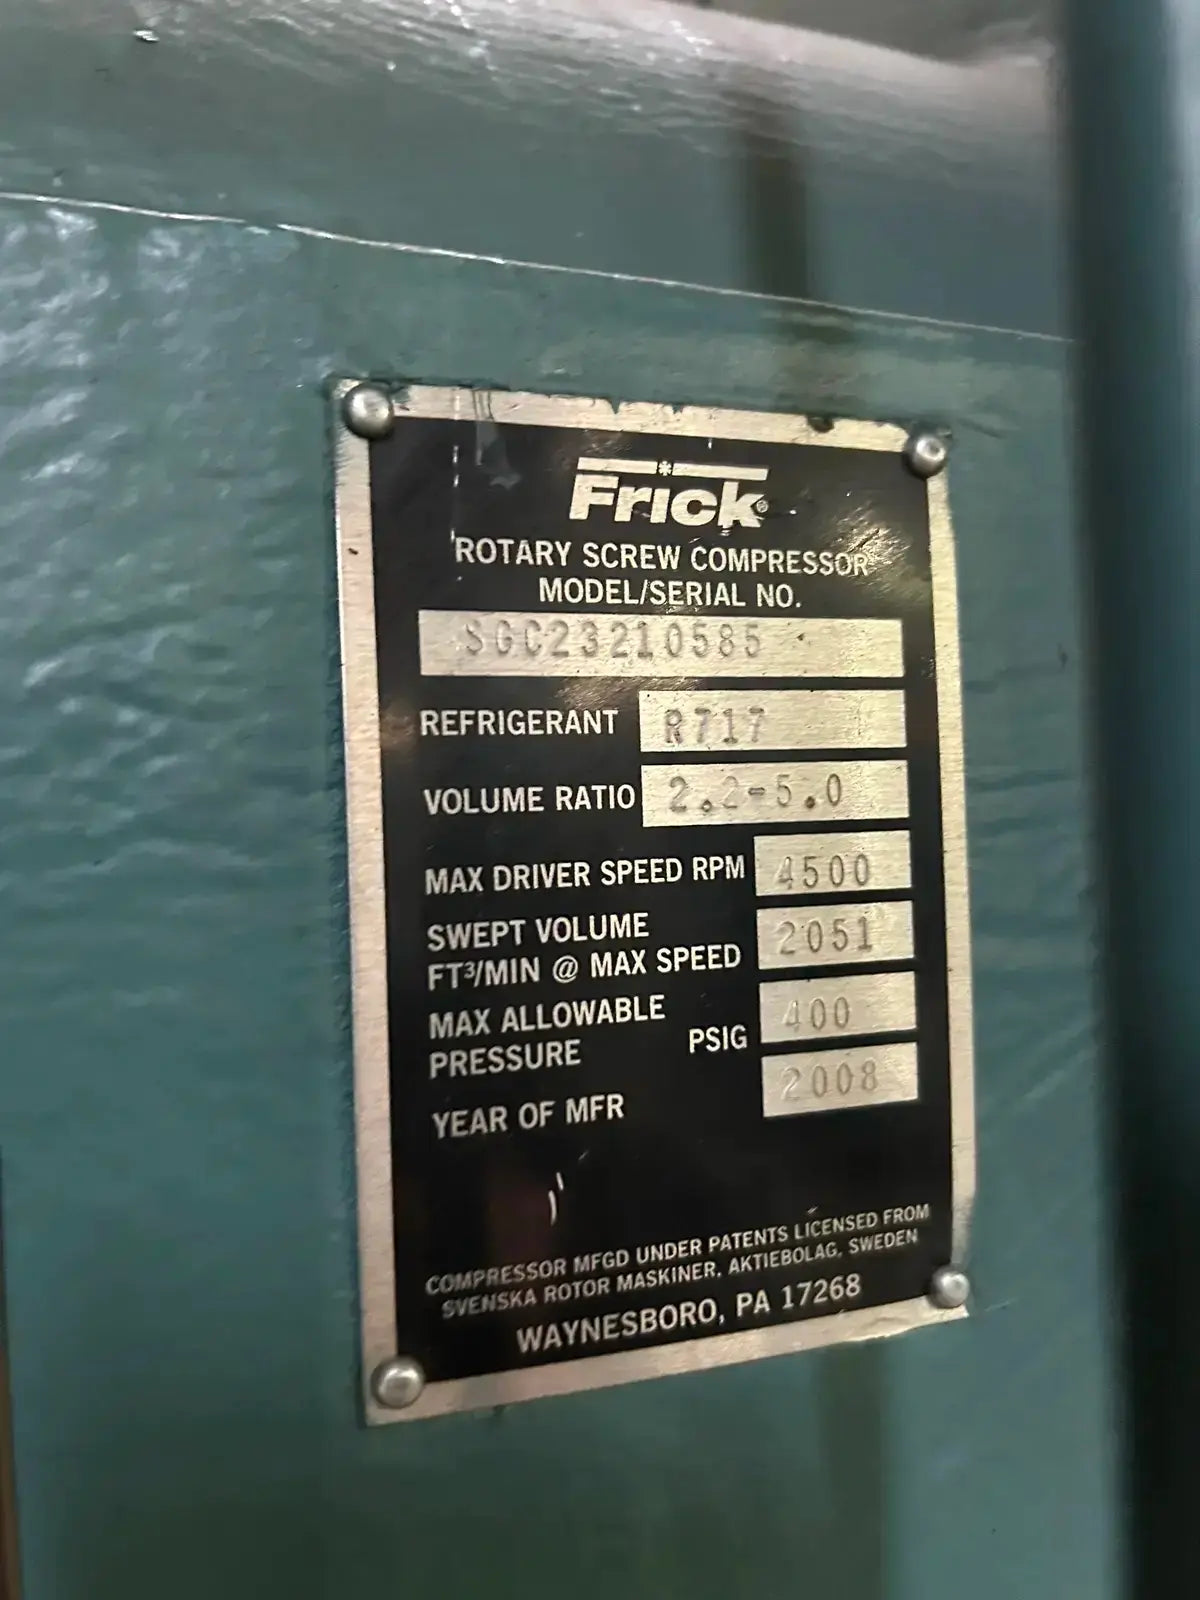 Frick®
ROTARY SCREW COMPRESSOR
MODEL/SERIAL NO.
SGC23210585
REFRIGERANT R717
VOLUME RATIO 2.2-5.0
MAX DRIVER SPEED RPM 4500
SWEPT VOLUME
FT³/MIN @ MAX SPEED 2051
MAX ALLOWABLE
PRESSURE PSIG 400
YEAR OF MFR 2008
COMPRESSOR MFGD UNDER PATENTS LICENSED FROM
SVENSKA ROTOR MASKINER, AKTIEBOLAG, SWEDEN
WAYNESBORO, PA 17268